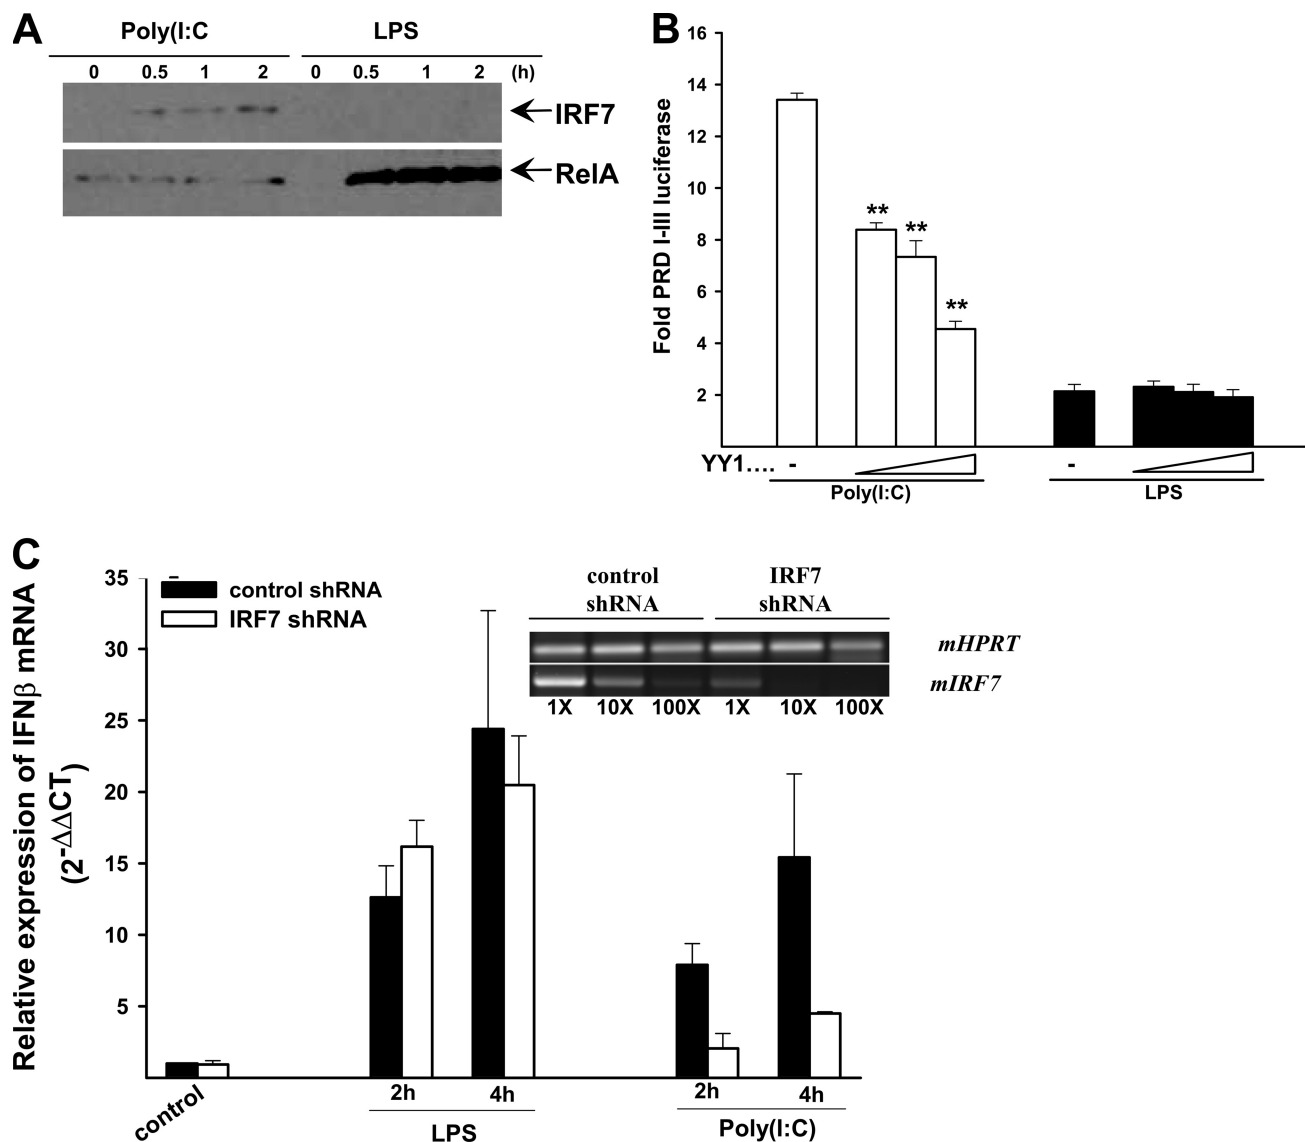 A
Poly(I:C
LPS
0 0.5 1 2 0 0.5 1 2 (h)
IRF7
RelA
B
Fold PRD I-III luciferase
16
14
12
10
8
6
4
2
**
**
**
YY1.... - -
Poly(I:C) LPS
C
Relative expression of IFNβ mRNA
(2-ΔΔCT)
35
30
25
20
15
10
5
control shRNA
IRF7 shRNA
control IRF7
shRNA shRNA
mHPRT
mIRF7
1X 10X 100X 1X 10X 100X
control
2h 4h 2h 4h
LPS Poly(I:C)